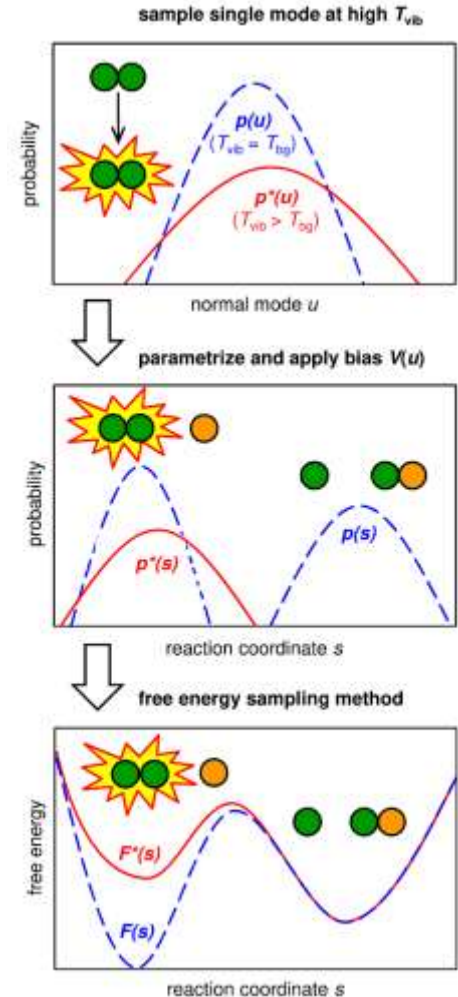 sample single mode at high T_vib
probability
p(u)
(T_vib = T_bg)
p*(u)
(T_vib > T_bg)
normal mode u
parametrize and apply bias V(u)
probability
p*(s)
p(s)
reaction coordinate s
free energy sampling method
free energy
F*(s)
F(s)
reaction coordinate s